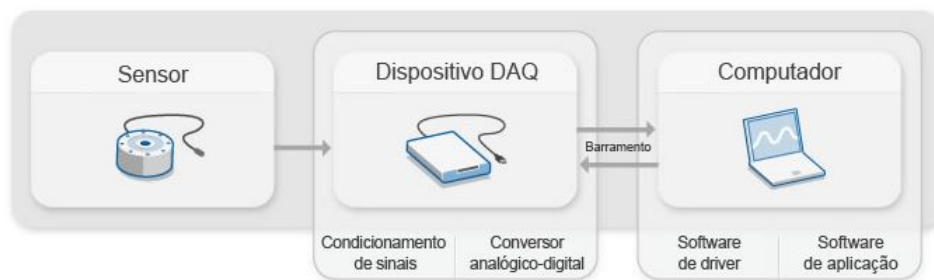 Sensor
Dispositivo DAQ
Computador
Barramento
Condicionamento
de sinais
Conversor
analógico-digital
Software
de driver
Software
de aplicação